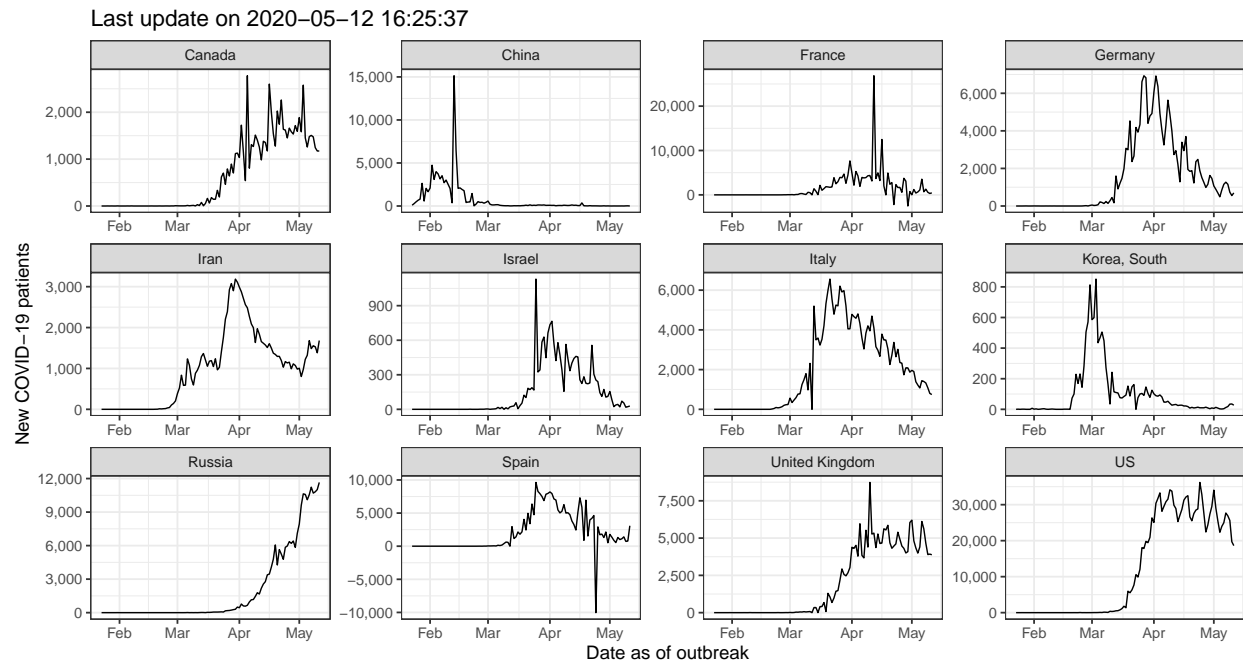 Last update on 2020−05−12 16:25:37
New COVID−19 patients
Canada
2,000
1,000
0
Feb Mar Apr May
China
15,000
10,000
5,000
0
Feb Mar Apr May
France
20,000
10,000
0
Feb Mar Apr May
Germany
6,000
4,000
2,000
0
Feb Mar Apr May
Iran
3,000
2,000
1,000
0
Feb Mar Apr May
Israel
900
600
300
0
Feb Mar Apr May
Italy
6,000
4,000
2,000
0
Feb Mar Apr May
Korea, South
800
600
400
200
0
Feb Mar Apr May
Russia
12,000
9,000
6,000
3,000
0
Feb Mar Apr May
Spain
10,000
5,000
0
−5,000
−10,000
Feb Mar Apr May
United Kingdom
7,500
5,000
2,500
0
Feb Mar Apr May
US
30,000
20,000
10,000
0
Feb Mar Apr May
Date as of outbreak